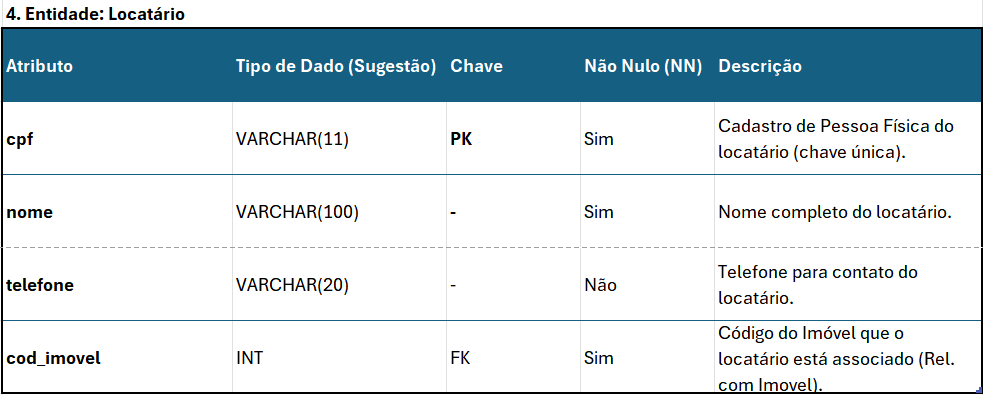 4. Entidade: Locatário
Atributo Tipo de Dado (Sugestão) Chave Não Nulo (NN) Descrição
cpf VARCHAR(11) PK Sim Cadastro de Pessoa Física do
locatário (chave única).
nome VARCHAR(100) - Sim Nome completo do locatário.
telefone VARCHAR(20) - Não Telefone para contato do
locatário.
cod_imovel INT FK Sim Código do Imóvel que o
locatário está associado (Rel.
com Imovel).